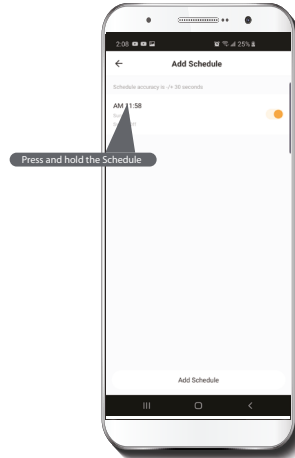 2:08
25%
Add Schedule
Schedule accuracy is -/+ 30 seconds
AM 11:58
Press and hold the Schedule
Add Schedule